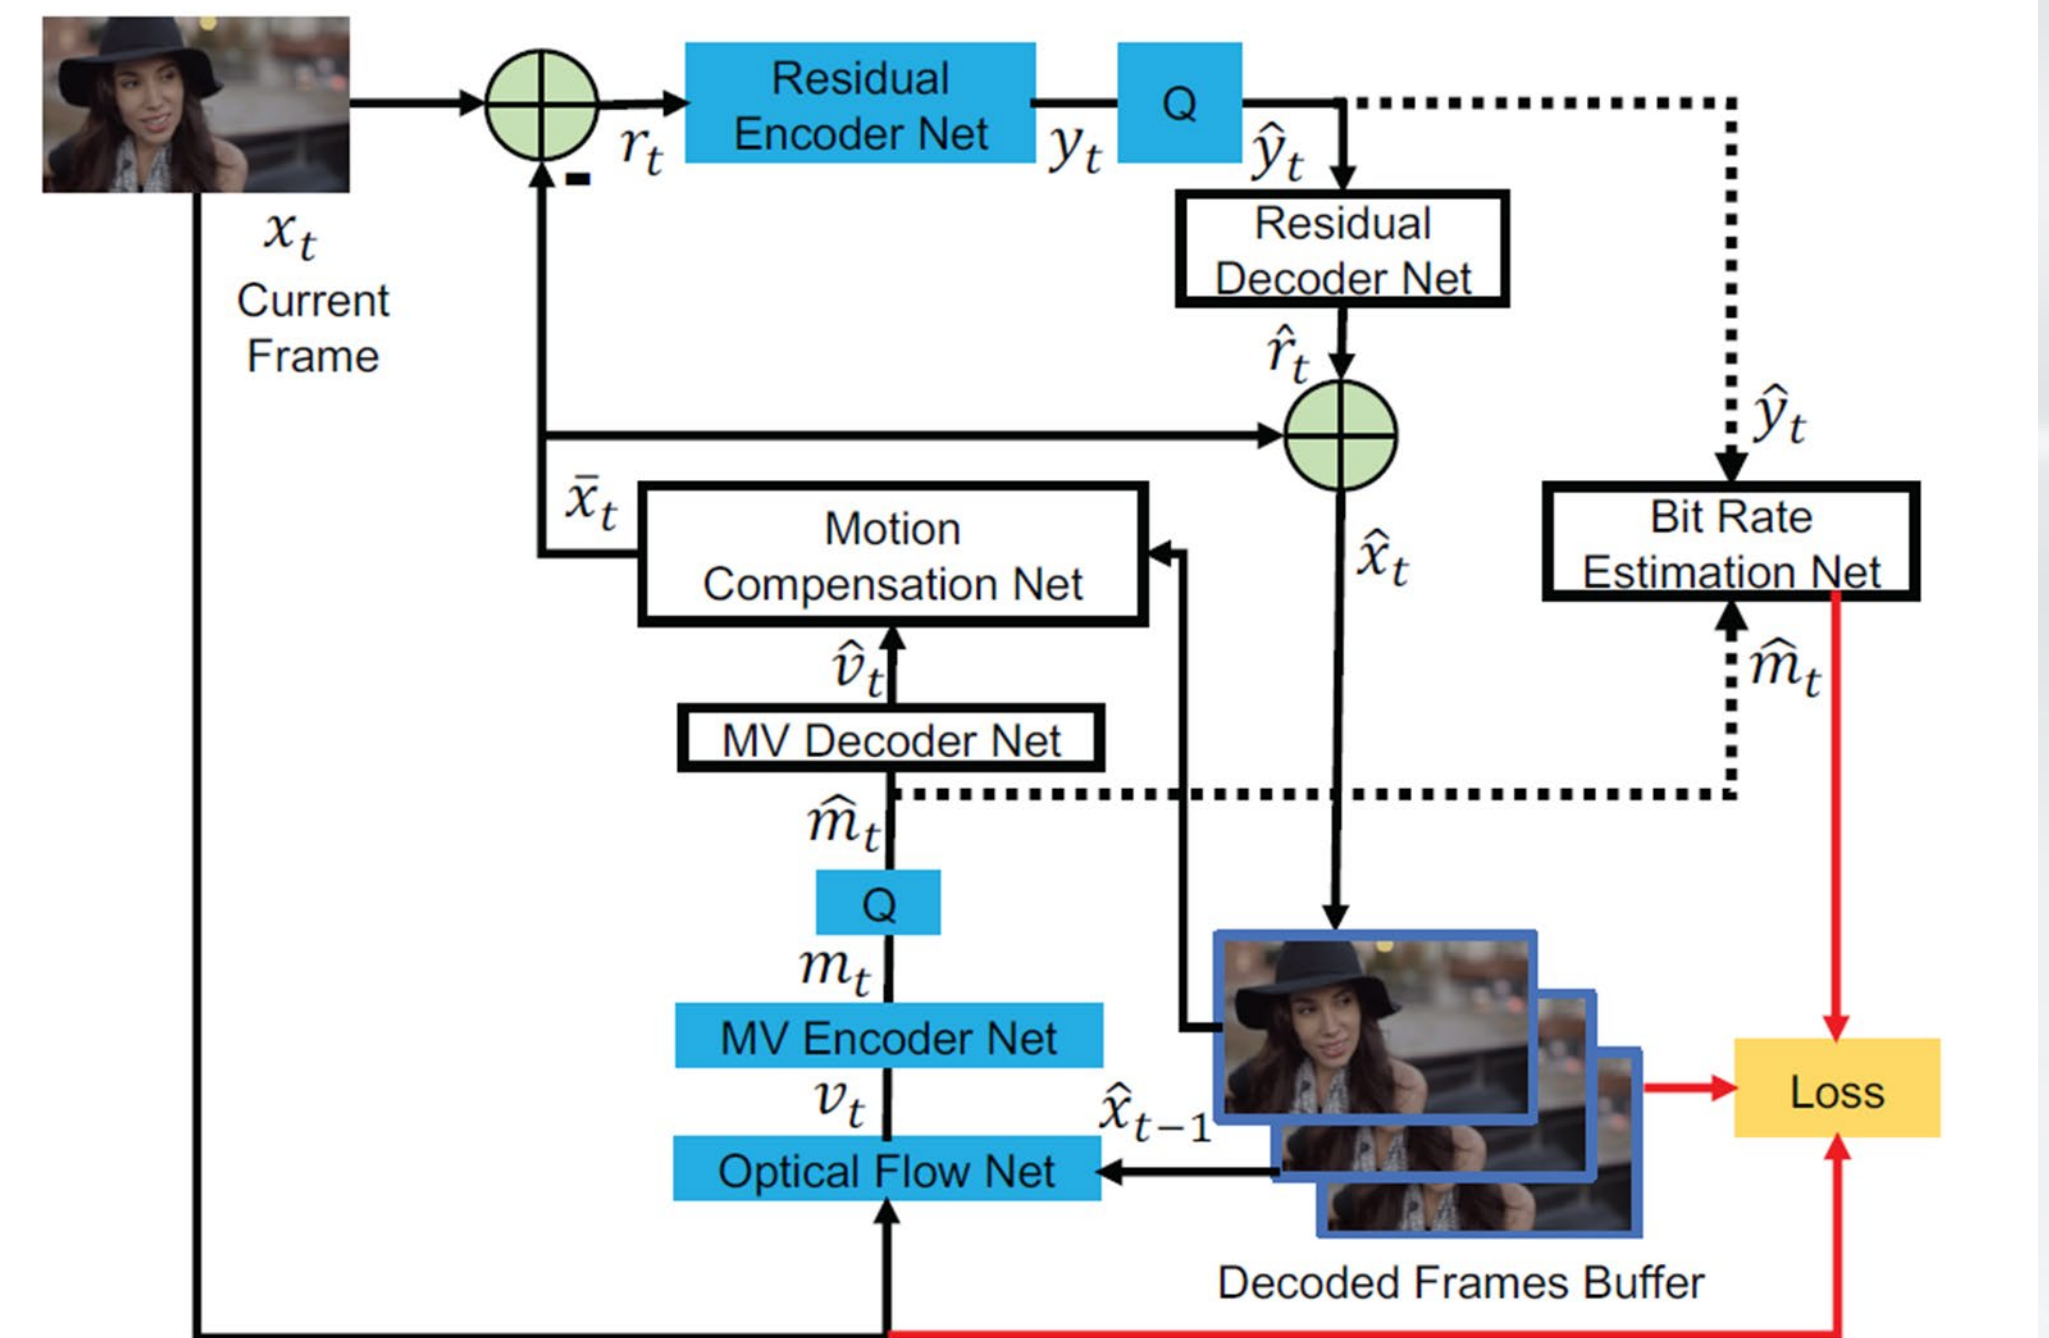 Residual
Encoder Net
Q
-
r_t
y_t
ŷ_t
x_t
Current
Frame
Residual
Decoder Net
r̂_t
ŷ_t
x̄_t
Motion
Compensation Net
x̂_t
Bit Rate
Estimation Net
v̂_t
m̂_t
MV Decoder Net
m̂_t
Q
m_t
MV Encoder Net
v_t
x̂_{t-1}
Loss
Optical Flow Net
Decoded Frames Buffer